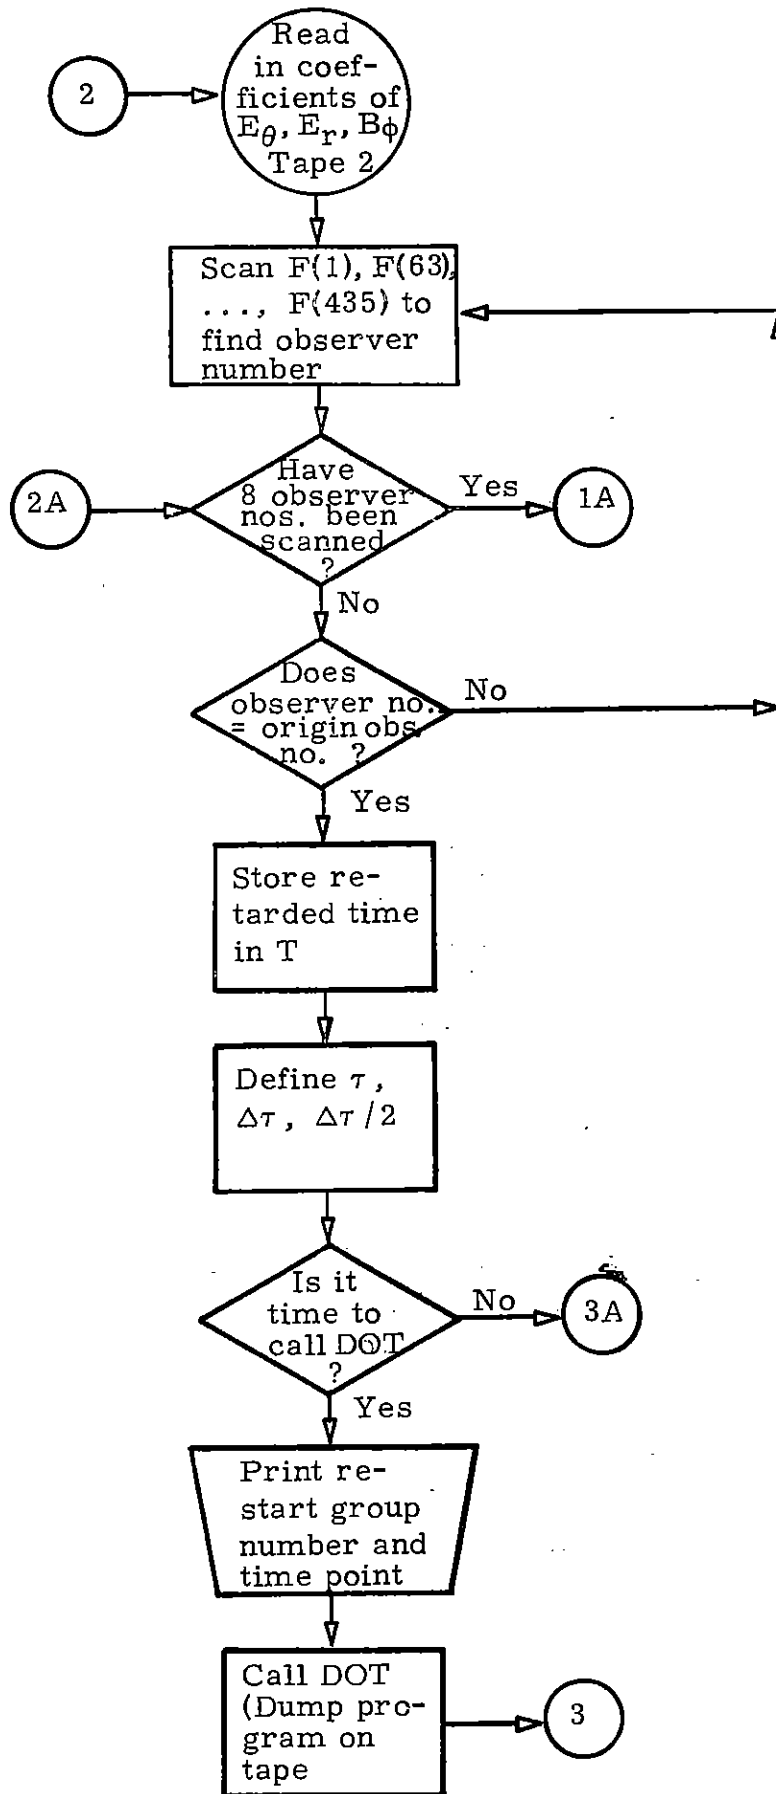 2
Read
in coef-
ficients of
Eθ, Er, Bϕ
Tape 2
Scan F(1), F(63),
..., F(435) to
find observer
number
2A
Have
8 observer
nos. been
scanned
?
Yes
1A
No
Does
observer no.
= origin obs.
no. ?
No
Yes
Store re-
tarded time
in T
Define τ,
Δτ, Δτ/2
Is it
time to
call DOT
?
No
3A
Yes
Print re-
start group
number and
time point
Call DOT
(Dump pro-
gram on
tape
3